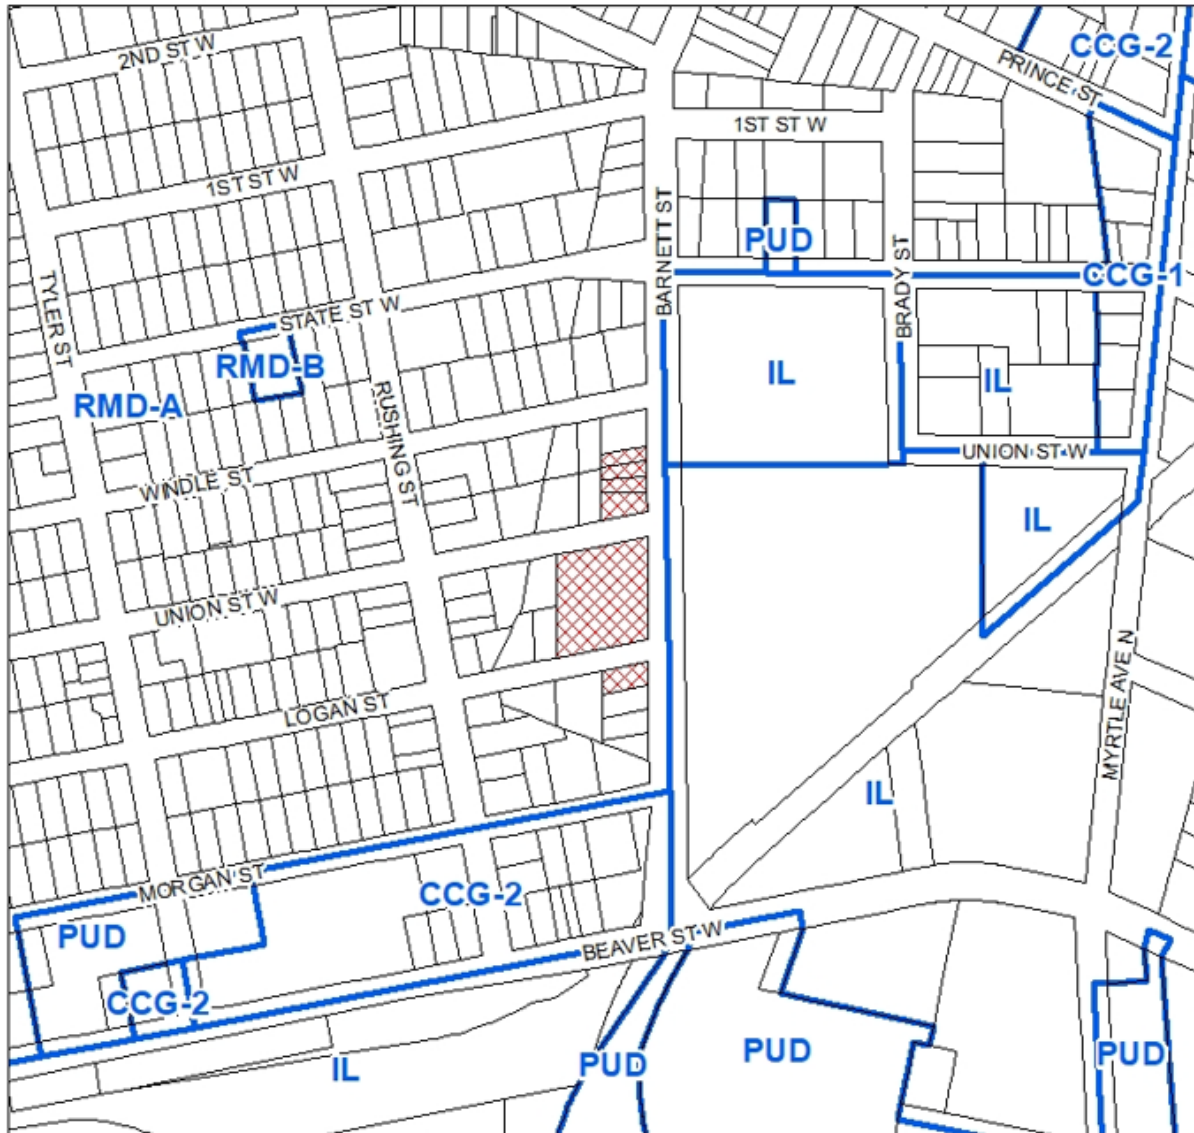 2ND ST W
CCG-2
PRINCE ST
1ST ST W
1ST ST W
BARNETT ST
PUD
BRADY ST
CCG-1
TYLER ST
STATE ST W
RMD-B
IL
IL
RMD-A
RUSHING ST
UNION ST W
WINDLE ST
IL
UNION ST W
MYRTLE AVE N
LOGAN ST
IL
MORGAN ST
CCG-2
PUD
BEAVER ST W
CCG-2
IL
PUD
PUD
PUD